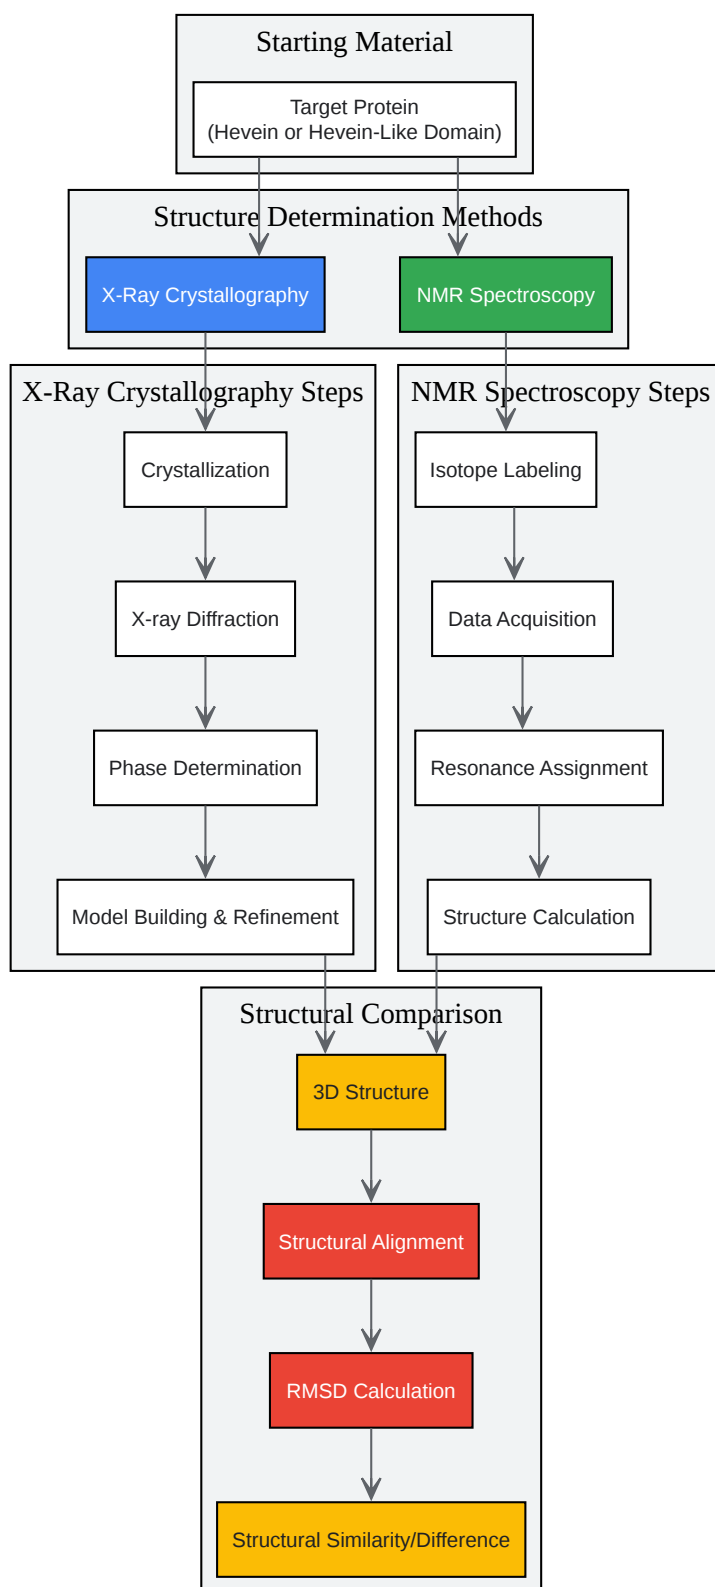 Starting Material
Target Protein
(Hevein or Hevein-Like Domain)
Structure Determination Methods
X-Ray Crystallography
NMR Spectroscopy
X-Ray Crystallography Steps
Crystallization
X-ray Diffraction
Phase Determination
Model Building & Refinement
NMR Spectroscopy Steps
Isotope Labeling
Data Acquisition
Resonance Assignment
Structure Calculation
Structural Comparison
3D Structure
Structural Alignment
RMSD Calculation
Structural Similarity/Difference